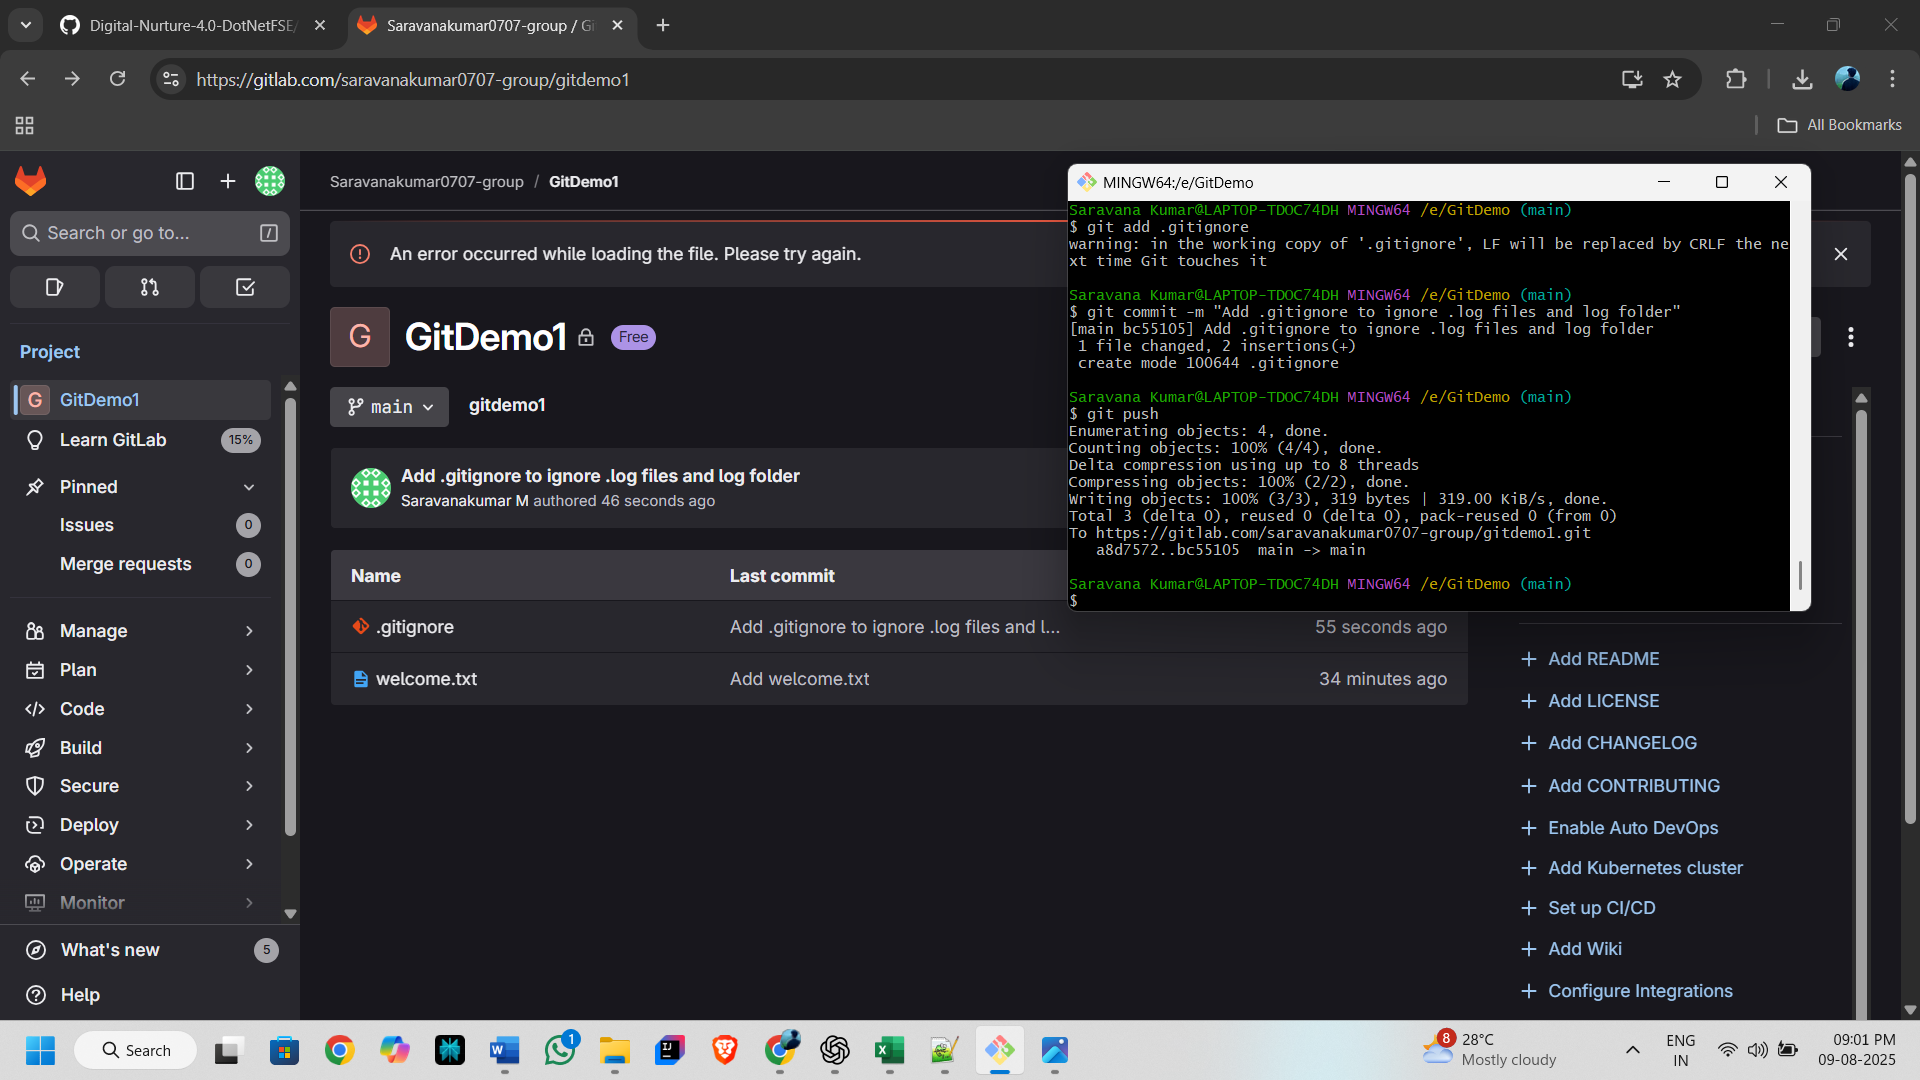 Digital-Nurture-4.0-DotNetFSE/
Saravanakumar0707-group / Gi
https://gitlab.com/saravanakumar0707-group/gitdemo1
All Bookmarks
Saravanakumar0707-group / GitDemo1
Search or go to...
/
An error occurred while loading the file. Please try again.
G
GitDemo1
Free
Project
G GitDemo1
Learn GitLab 15%
Pinned
Issues 0
Merge requests 0
Manage
Plan
Code
Build
Secure
Deploy
Operate
Monitor
What's new 5
Help
main
gitdemo1
Add .gitignore to ignore .log files and log folder
Saravanakumar M authored 46 seconds ago
Name Last commit
.gitignore Add .gitignore to ignore .log files and l... 55 seconds ago
welcome.txt Add welcome.txt 34 minutes ago
MINGW64:/e/GitDemo
Saravana Kumar@LAPTOP-TDOC74DH MINGW64 /e/GitDemo (main)
$ git add .gitignore
warning: in the working copy of '.gitignore', LF will be replaced by CRLF the ne
xt time Git touches it
Saravana Kumar@LAPTOP-TDOC74DH MINGW64 /e/GitDemo (main)
$ git commit -m "Add .gitignore to ignore .log files and log folder"
[main bc55105] Add .gitignore to ignore .log files and log folder
1 file changed, 2 insertions(+)
create mode 100644 .gitignore
Saravana Kumar@LAPTOP-TDOC74DH MINGW64 /e/GitDemo (main)
$ git push
Enumerating objects: 4, done.
Counting objects: 100% (4/4), done.
Delta compression using up to 8 threads
Compressing objects: 100% (2/2), done.
Writing objects: 100% (3/3), 319 bytes | 319.00 KiB/s, done.
Total 3 (delta 0), reused 0 (delta 0), pack-reused 0 (from 0)
To https://gitlab.com/saravanakumar0707-group/gitdemo1.git
a8d7572..bc55105 main -> main
Saravana Kumar@LAPTOP-TDOC74DH MINGW64 /e/GitDemo (main)
$
Add README
Add LICENSE
Add CHANGELOG
Add CONTRIBUTING
Enable Auto DevOps
Add Kubernetes cluster
Set up CI/CD
Add Wiki
Configure Integrations
Search
1
8
28°C
Mostly cloudy
ENG
IN
09:01 PM
09-08-2025